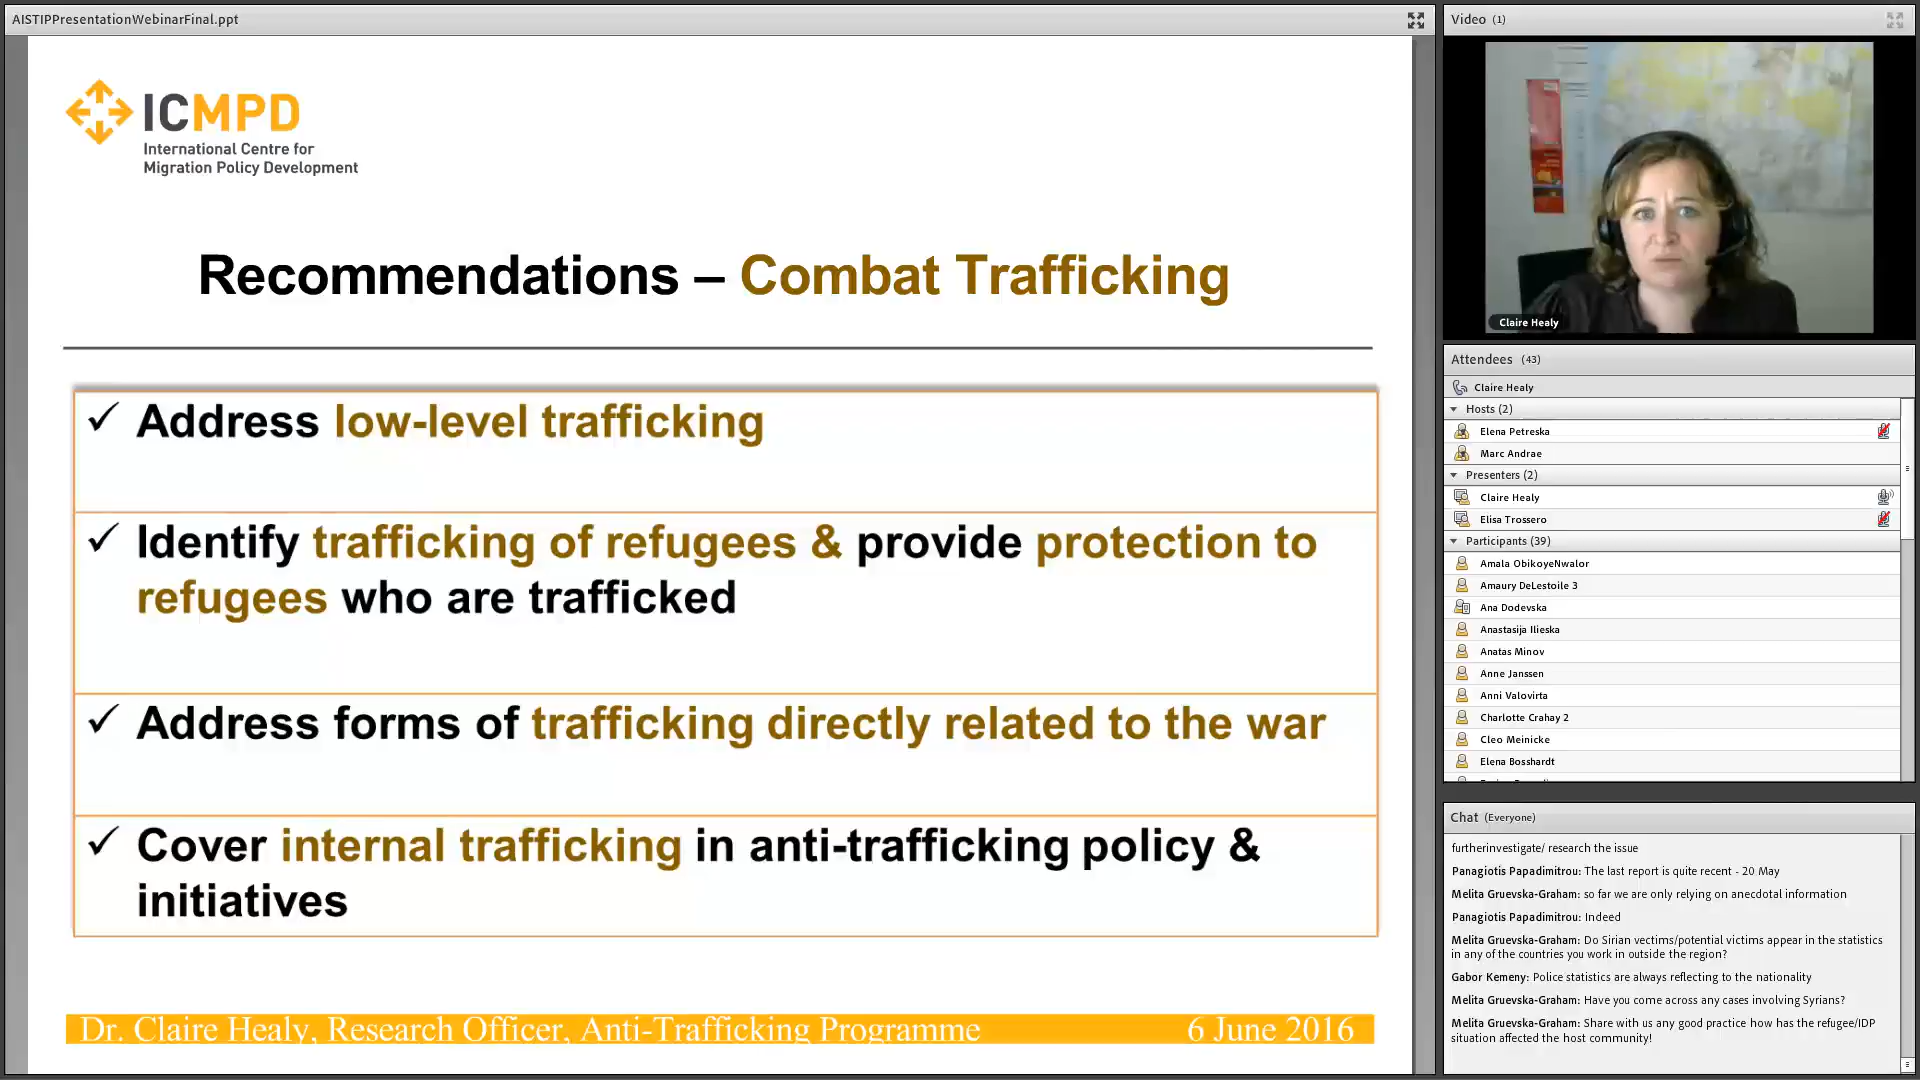 AISTIPPresentationWebinarFinal.ppt
ICMPD
International Centre for
Migration Policy Development
Recommendations – Combat Trafficking
✓ Address low-level trafficking
✓ Identify trafficking of refugees & provide protection to
refugees who are trafficked
✓ Address forms of trafficking directly related to the war
✓ Cover internal trafficking in anti-trafficking policy &
initiatives
Dr. Claire Healy, Research Officer, Anti-Trafficking Programme 6 June 2016
Video (1)
Claire Healy
Attendees (43)
Claire Healy
Hosts (2)
Elena Petreska
Marc Andrae
Presenters (2)
Claire Healy
Elisa Trossero
Participants (39)
Amala ObikoyeNwalor
Amaury DeLestoile 3
Ana Dodevska
Anastasija Ilieska
Anatas Minov
Anne Janssen
Anni Valovirta
Charlotte Crahay 2
Cleo Meinicke
Elena Bosshardt
Chat (Everyone)
furtherinvestigate/ research the issue
Panagiotis Papadimitrou: The last report is quite recent - 20 May
Melita Gruevska-Graham: so far we are only relying on anecdotal information
Panagiotis Papadimitrou: Indeed
Melita Gruevska-Graham: Do Sirian vectims/potential victims appear in the statistics
in any of the countries you work in outside the region?
Gabor Kemeny: Police statistics are always reflecting to the nationality
Melita Gruevska-Graham: Have you come across any cases involving Syrians?
Melita Gruevska-Graham: Share with us any good practice how has the refugee/IDP
situation affected the host community!